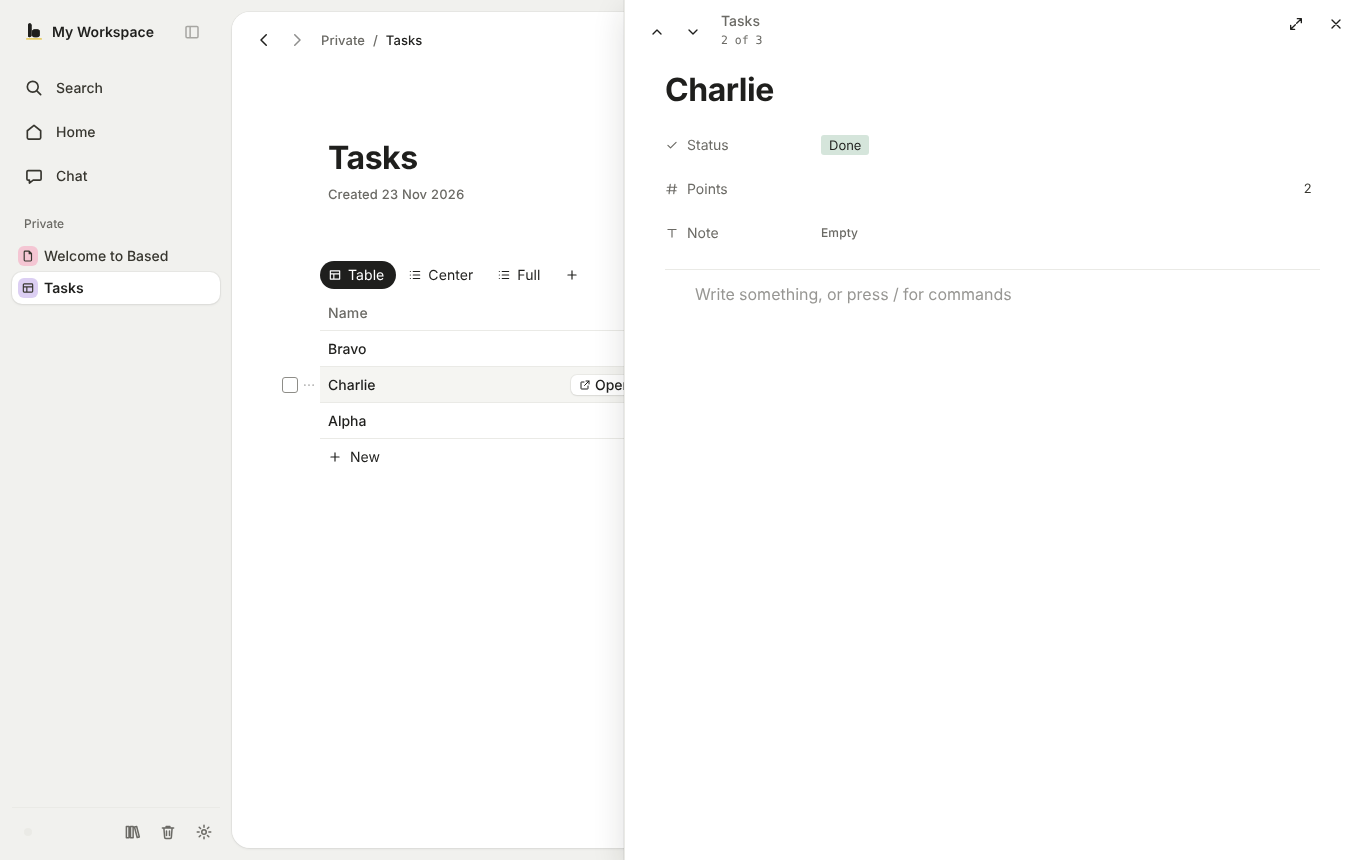 My Workspace
Search
Home
Chat
Private
Welcome to Based
Tasks
Private / Tasks
Tasks
Created 23 Nov 2026
Table
Center
Full
Name
Bravo
Charlie
Alpha
New
Tasks
2 of 3
Charlie
Status Done
Points 2
Note Empty
Write something, or press / for commands